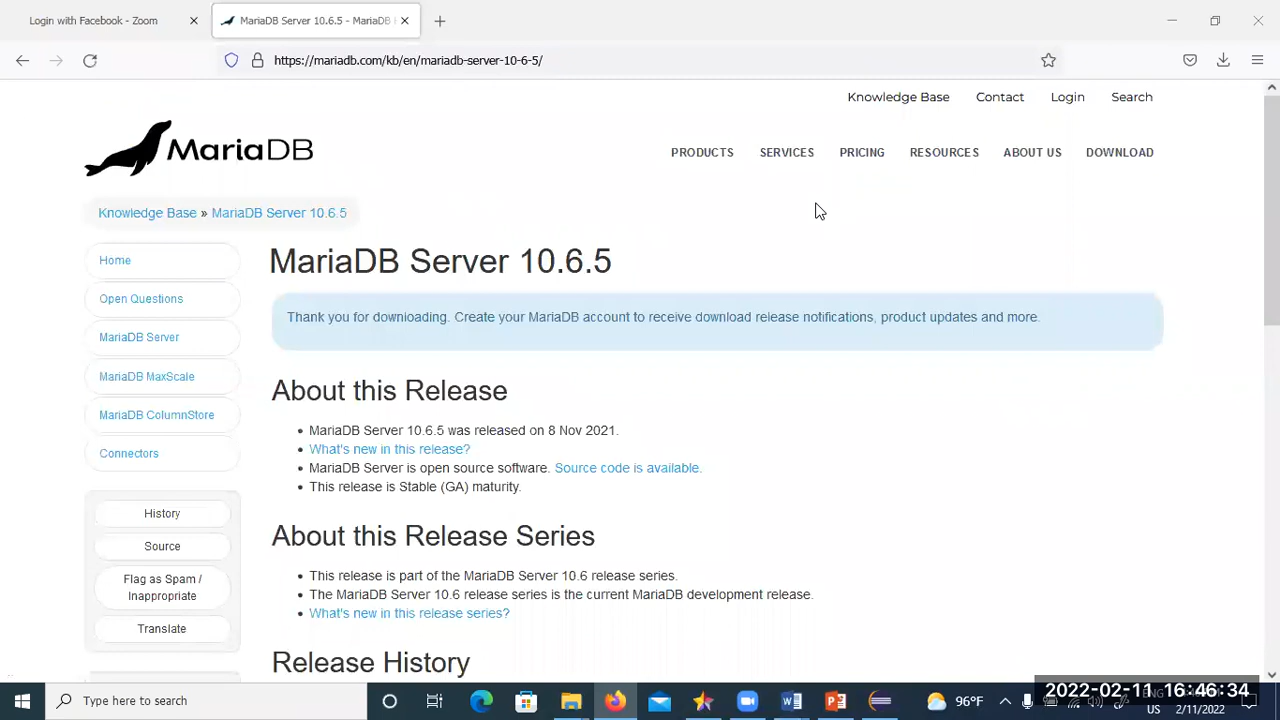 Login with Facebook - Zoom
MariaDB Server 10.6.5 - MariaDB
https://mariadb.com/kb/en/mariadb-server-10-6-5/
Knowledge Base
Contact
Login
Search
MariaDB
PRODUCTS
SERVICES
PRICING
RESOURCES
ABOUT US
DOWNLOAD
Knowledge Base » MariaDB Server 10.6.5
Home
Open Questions
MariaDB Server
MariaDB MaxScale
MariaDB ColumnStore
Connectors
History
Source
Flag as Spam /
Inappropriate
Translate
MariaDB Server 10.6.5
Thank you for downloading. Create your MariaDB account to receive download release notifications, product updates and more.
About this Release
• MariaDB Server 10.6.5 was released on 8 Nov 2021.
• What's new in this release?
• MariaDB Server is open source software. Source code is available.
• This release is Stable (GA) maturity.
About this Release Series
• This release is part of the MariaDB Server 10.6 release series.
• The MariaDB Server 10.6 release series is the current MariaDB development release.
• What's new in this release series?
Release History
Type here to search
96°F
ENG
US
2022-02-11 16:46:34
2/11/2022